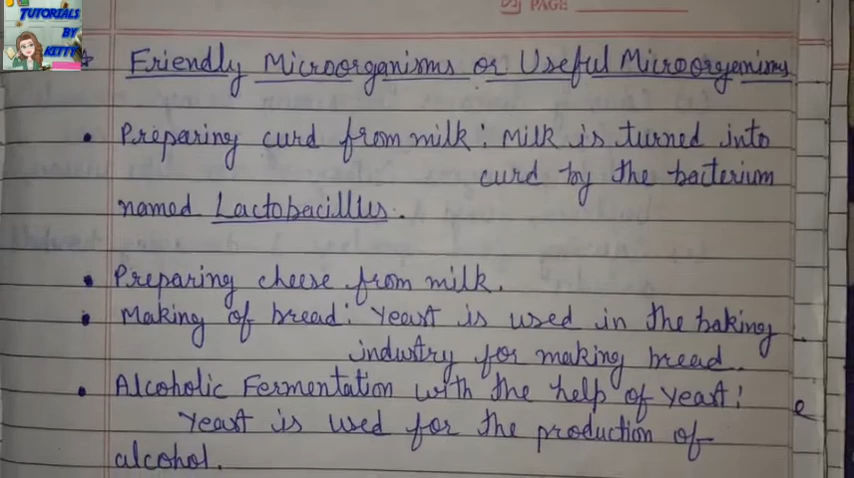 TUTORIALS
BY
KITTY
PAGE
Friendly Microorganisms or Useful Microorganisms
• Preparing curd from milk: Milk is turned into
curd by the bacterium
named Lactobacillus.
• Preparing cheese from milk.
• Making of bread: Yeast is used in the baking
industry for making bread.
• Alcoholic Fermentation with the help of Yeast:
Yeast is used for the production of
alcohol.
e